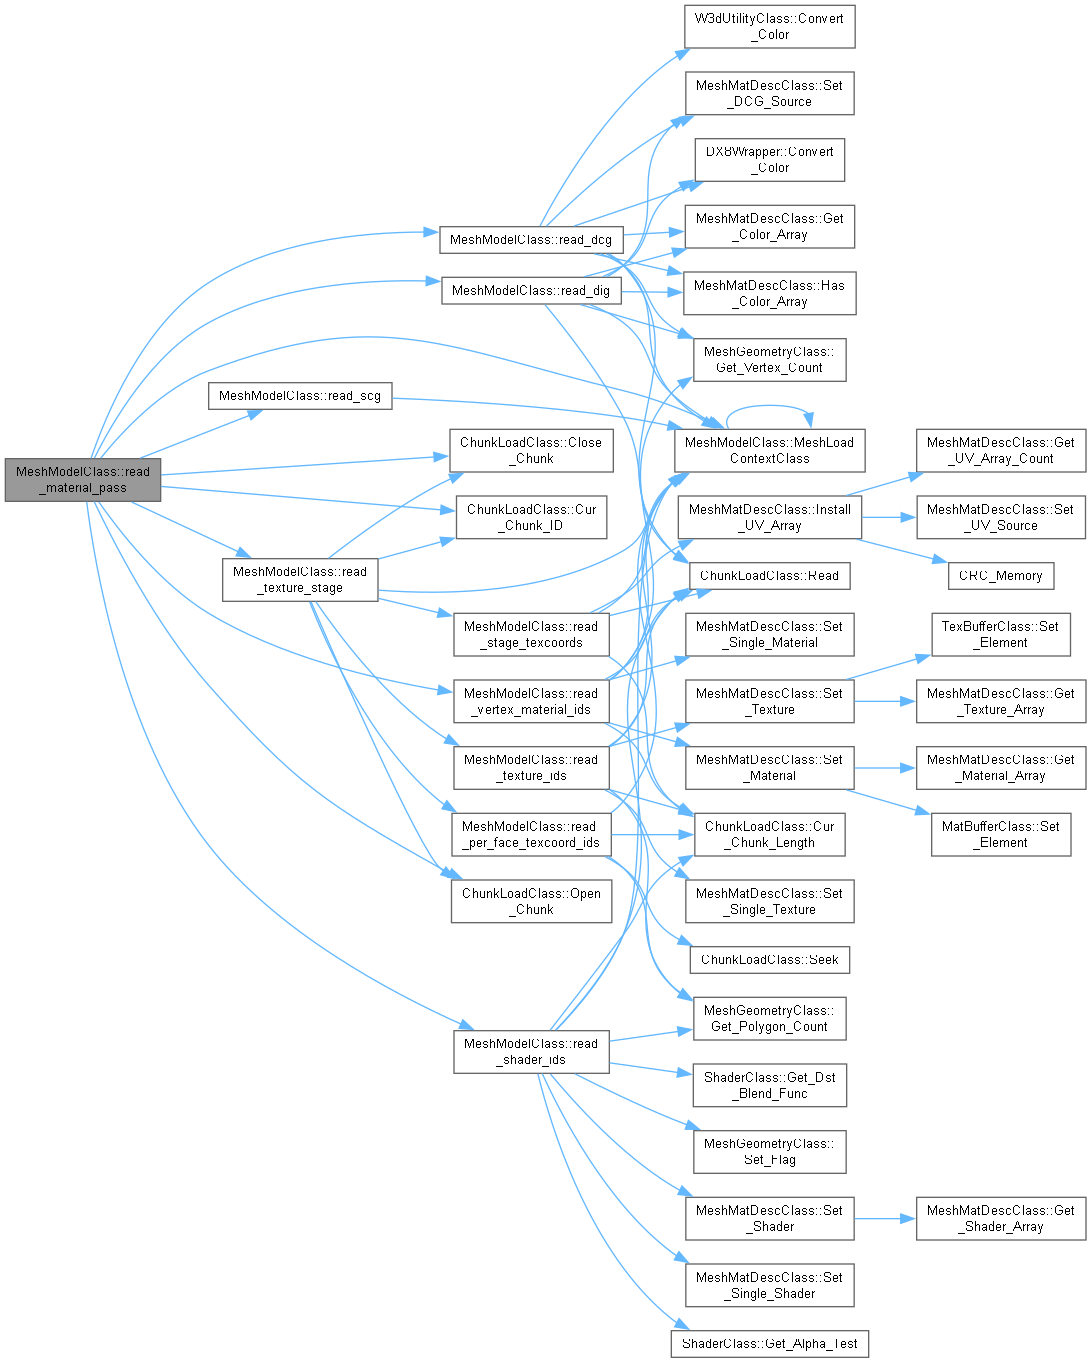 W3dUtilityClass::Convert
_Color
MeshMatDescClass::Set
_DCG_Source
DX8Wrapper::Convert
_Color
MeshMatDescClass::Get
_Color_Array
MeshModelClass::read_dcg
MeshMatDescClass::Has
_Color_Array
MeshModelClass::read_dig
MeshGeometryClass::
Get_Vertex_Count
MeshModelClass::read_scg
ChunkLoadClass::Close
_Chunk
MeshModelClass::MeshLoad
ContextClass
MeshMatDescClass::Get
_UV_Array_Count
MeshModelClass::read
_material_pass
ChunkLoadClass::Cur
_Chunk_ID
MeshMatDescClass::Install
_UV_Array
MeshMatDescClass::Set
_UV_Source
MeshModelClass::read
_texture_stage
ChunkLoadClass::Read
CRC_Memory
MeshModelClass::read
_stage_texcoords
MeshMatDescClass::Set
_Single_Material
TexBufferClass::Set
_Element
MeshModelClass::read
_vertex_material_ids
MeshMatDescClass::Set
_Texture
MeshMatDescClass::Get
_Texture_Array
MeshModelClass::read
_texture_ids
MeshMatDescClass::Set
_Material
MeshMatDescClass::Get
_Material_Array
MeshModelClass::read
_per_face_texcoord_ids
ChunkLoadClass::Cur
_Chunk_Length
MatBufferClass::Set
_Element
ChunkLoadClass::Open
_Chunk
MeshMatDescClass::Set
_Single_Texture
ChunkLoadClass::Seek
MeshGeometryClass::
Get_Polygon_Count
MeshModelClass::read
_shader_ids
ShaderClass::Get_Dst
_Blend_Func
MeshGeometryClass::
Set_Flag
MeshMatDescClass::Set
_Shader
MeshMatDescClass::Get
_Shader_Array
MeshMatDescClass::Set
_Single_Shader
ShaderClass::Get_Alpha_Test